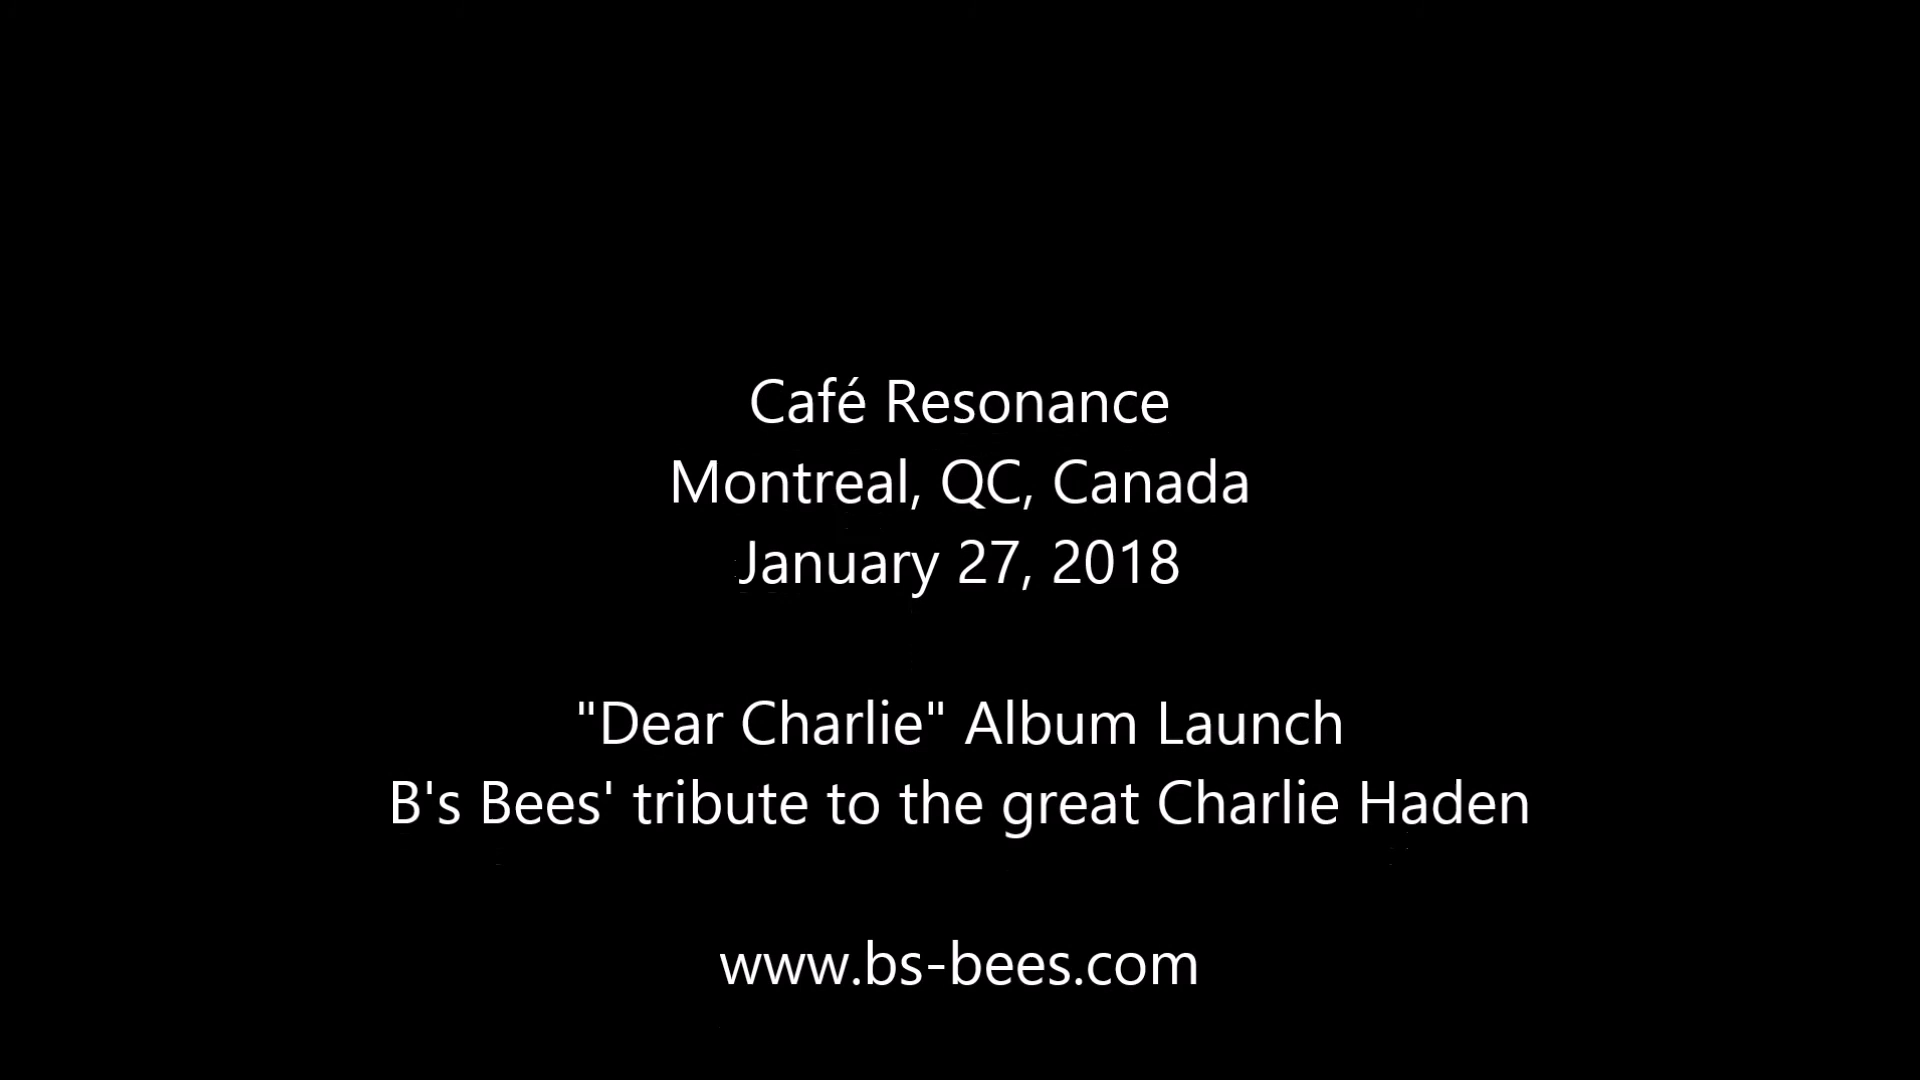 Café Resonance
Montreal, QC, Canada
January 27, 2018
"Dear Charlie" Album Launch
B's Bees' tribute to the great Charlie Haden
www.bs-bees.com